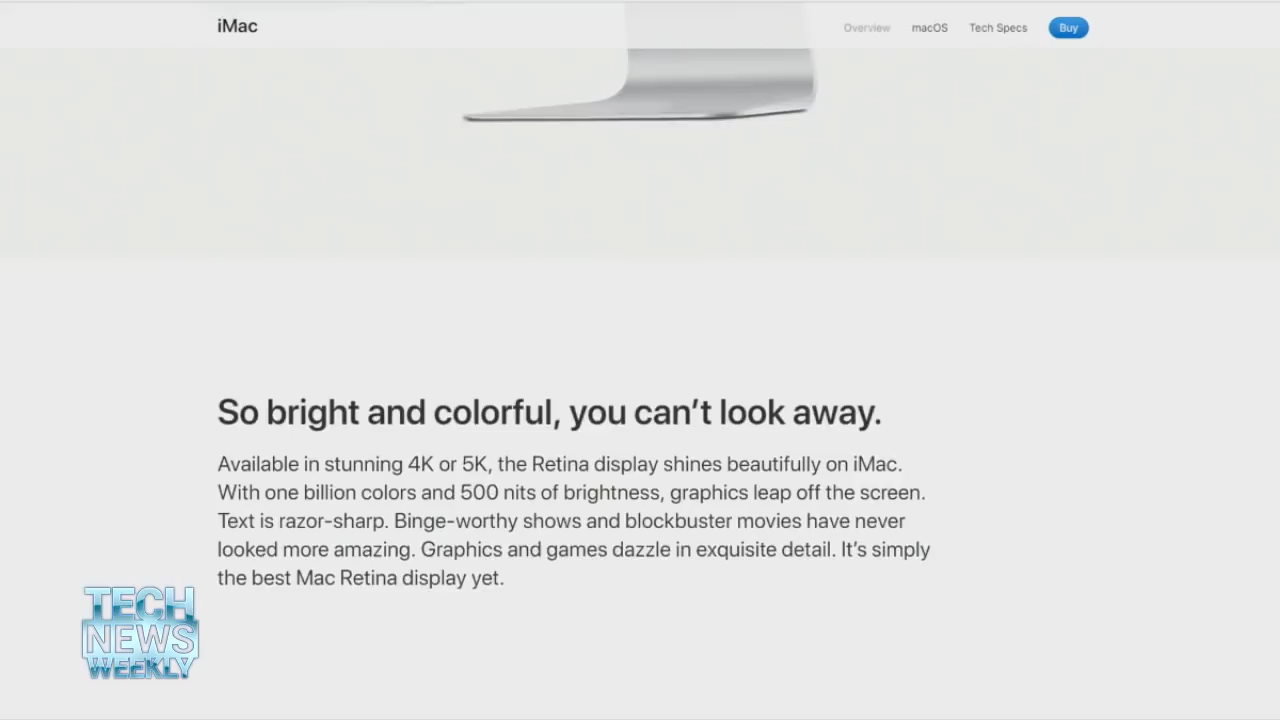 iMac
Overview macOS Tech Specs Buy
So bright and colorful, you can’t look away.
Available in stunning 4K or 5K, the Retina display shines beautifully on iMac.
With one billion colors and 500 nits of brightness, graphics leap off the screen.
Text is razor-sharp. Binge-worthy shows and blockbuster movies have never
looked more amazing. Graphics and games dazzle in exquisite detail. It’s simply
the best Mac Retina display yet.
TECH
NEWS
WEEKLY